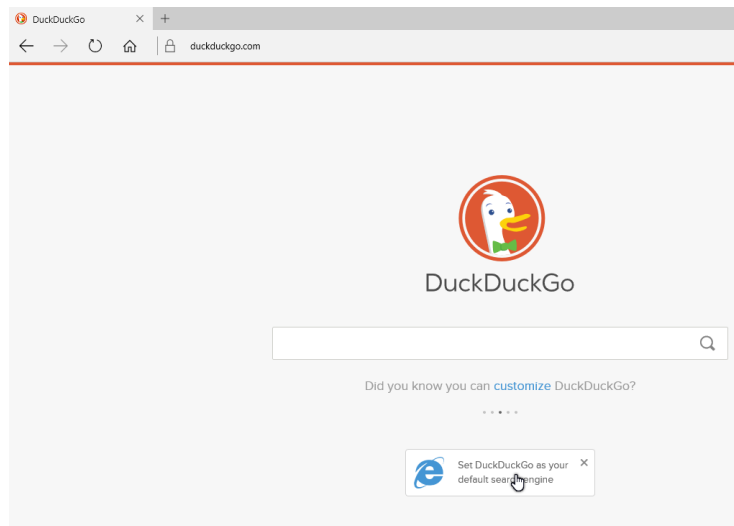 DuckDuckGo
duckduckgo.com
DuckDuckGo
Did you know you can customize DuckDuckGo?
Set DuckDuckGo as your
default search engine